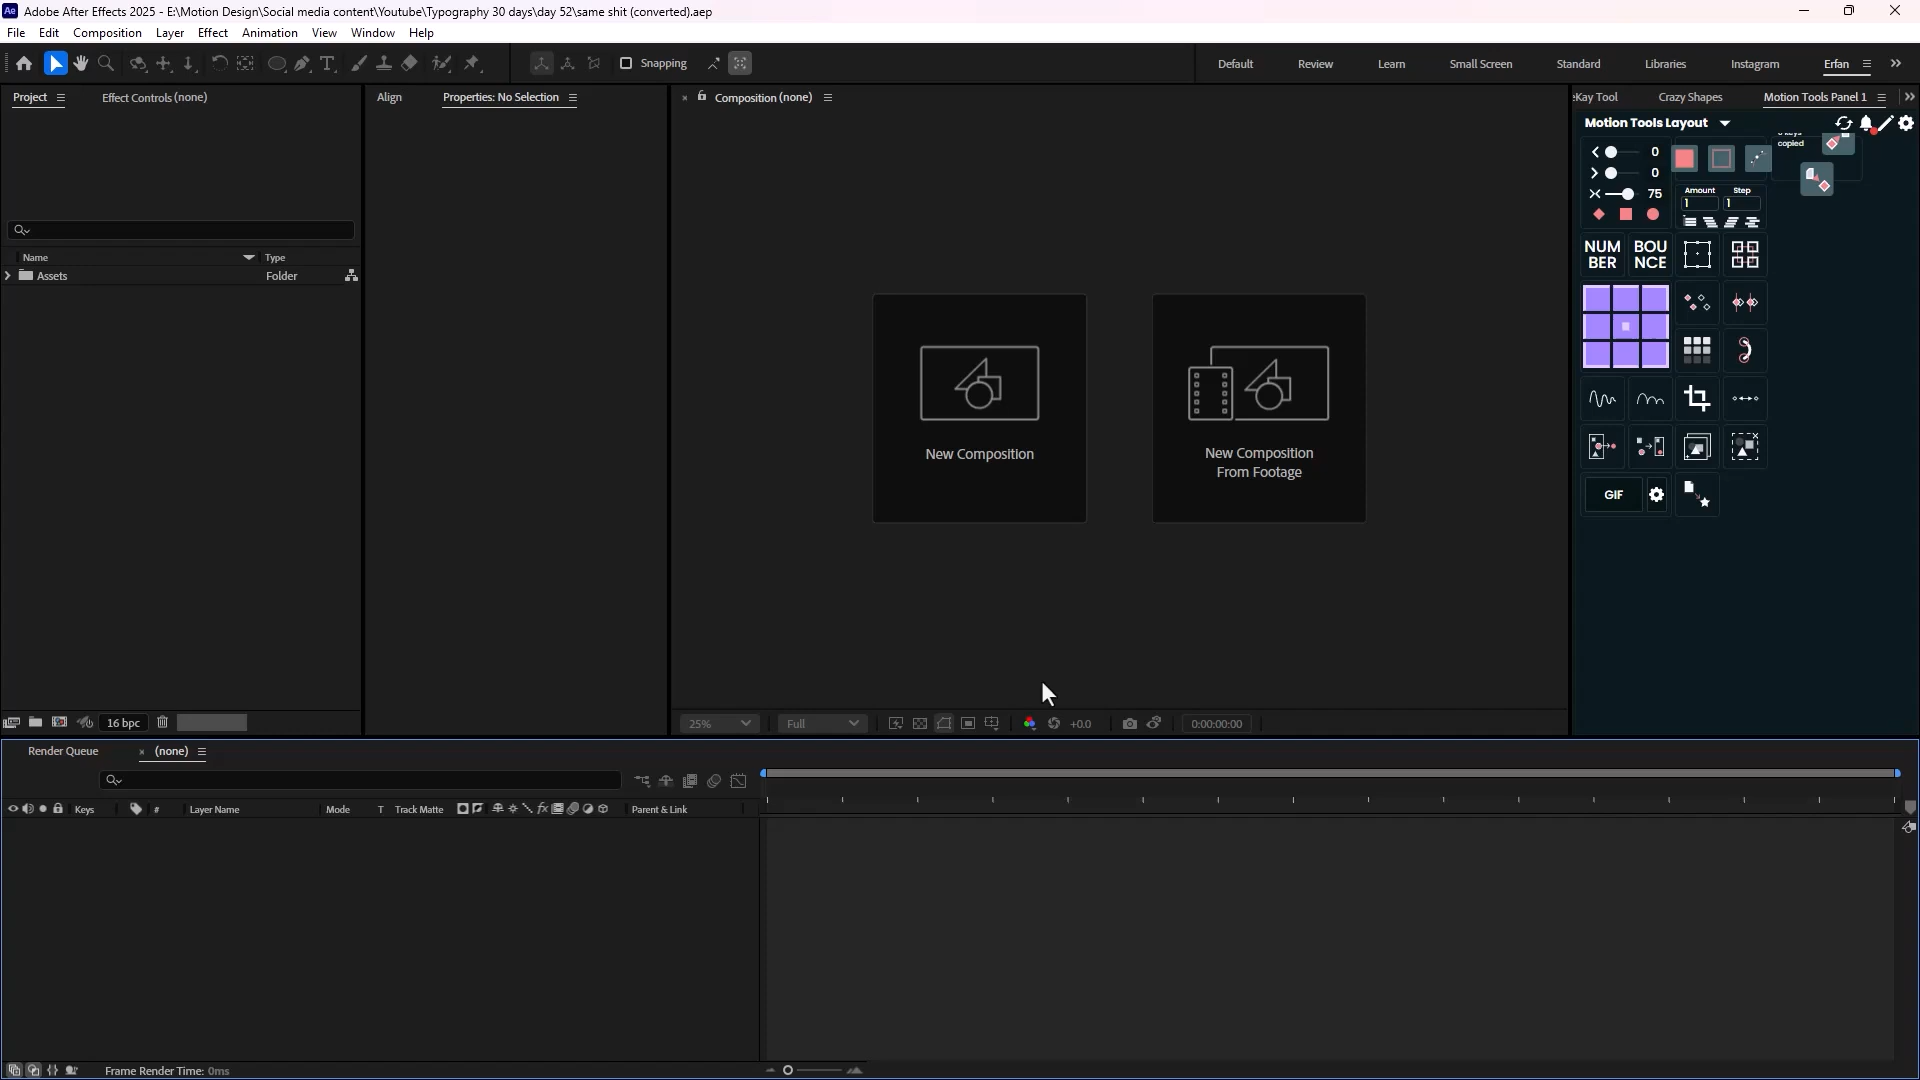 Adobe After Effects 2025 - E:\Motion Design\Social media content\Youtube\Typography 30 days\day 52\same shit (converted).aep
File Edit Composition Layer Effect Animation View Window Help
Snapping Default Review Learn Small Screen Standard Libraries Instagram Erfan
Project Effect Controls (none) Align Properties: No Selection Composition (none) Kay Tool Crazy Shapes Motion Tools Panel 1
Motion Tools Layout
copied
0
0
75
Amount Step
1 1
NUM
BER
BOU
NCE
Name Type
Assets Folder
New Composition
New Composition
From Footage
GIF
16 bpc 25% Full +0.0 0:00:00:00
Render Queue (none)
Keys # Layer Name Mode T Track Matte fx Parent & Link
Frame Render Time: 0ms